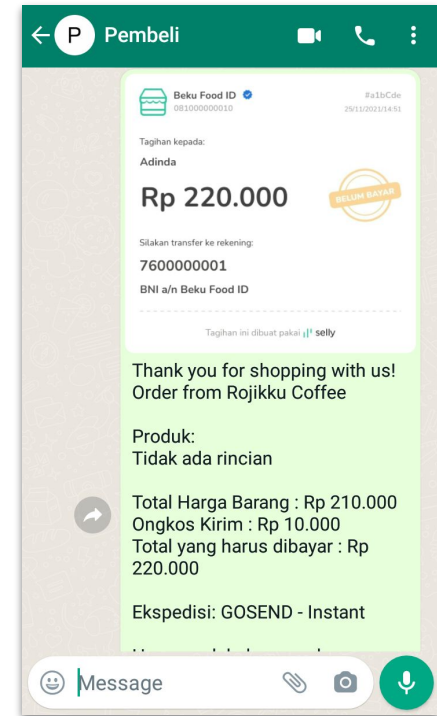 P Pembeli
Beku Food ID
#a1bCde
081000000010
29/11/2021/14:51
Tagihan kepada:
Adinda
Rp 220.000
BELUM BAYAR
Silakan transfer ke rekening:
7600000001
BNI a/n Beku Food ID
Tagihan ini dibuat pakai selly
Thank you for shopping with us!
Order from Rojikku Coffee
Produk:
Tidak ada rincian
Total Harga Barang : Rp 210.000
Ongkos Kirim : Rp 10.000
Total yang harus dibayar : Rp
220.000
Ekspedisi: GOSEND - Instant
Message